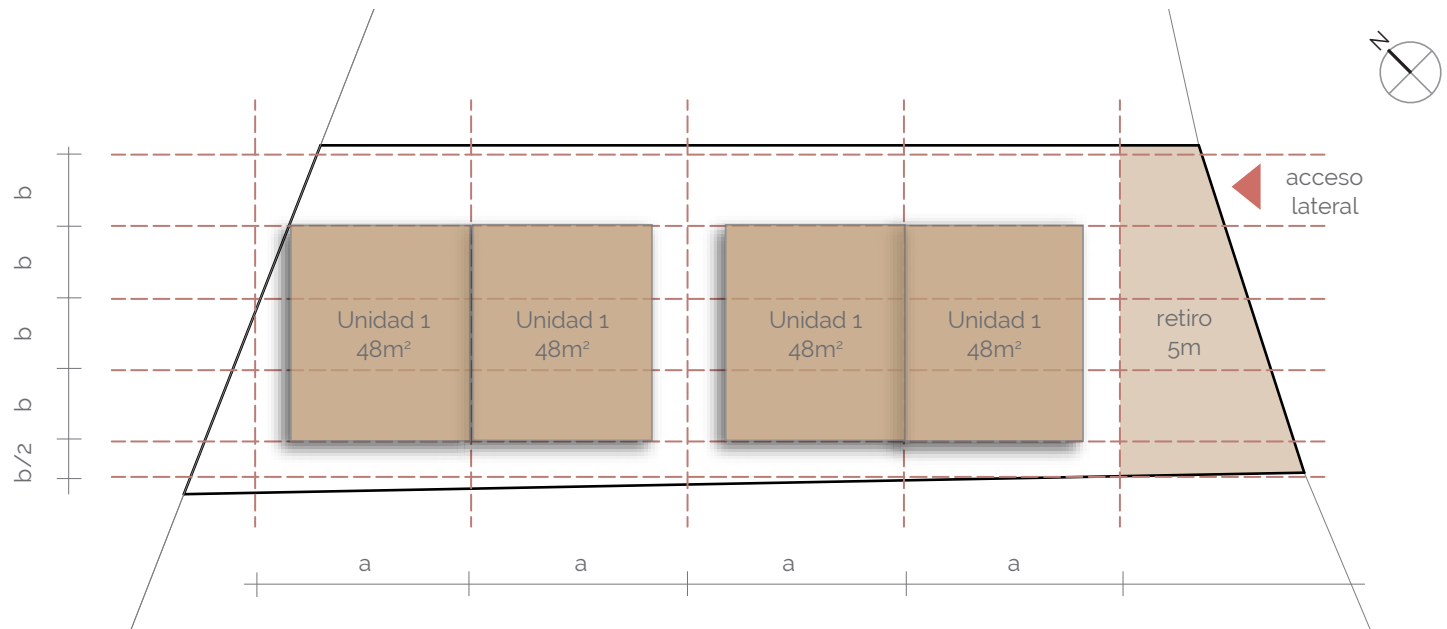 N
acceso
lateral
b
b
b
b
b/2
Unidad 1
48m²
Unidad 1
48m²
Unidad 1
48m²
Unidad 1
48m²
retiro
5m
a
a
a
a